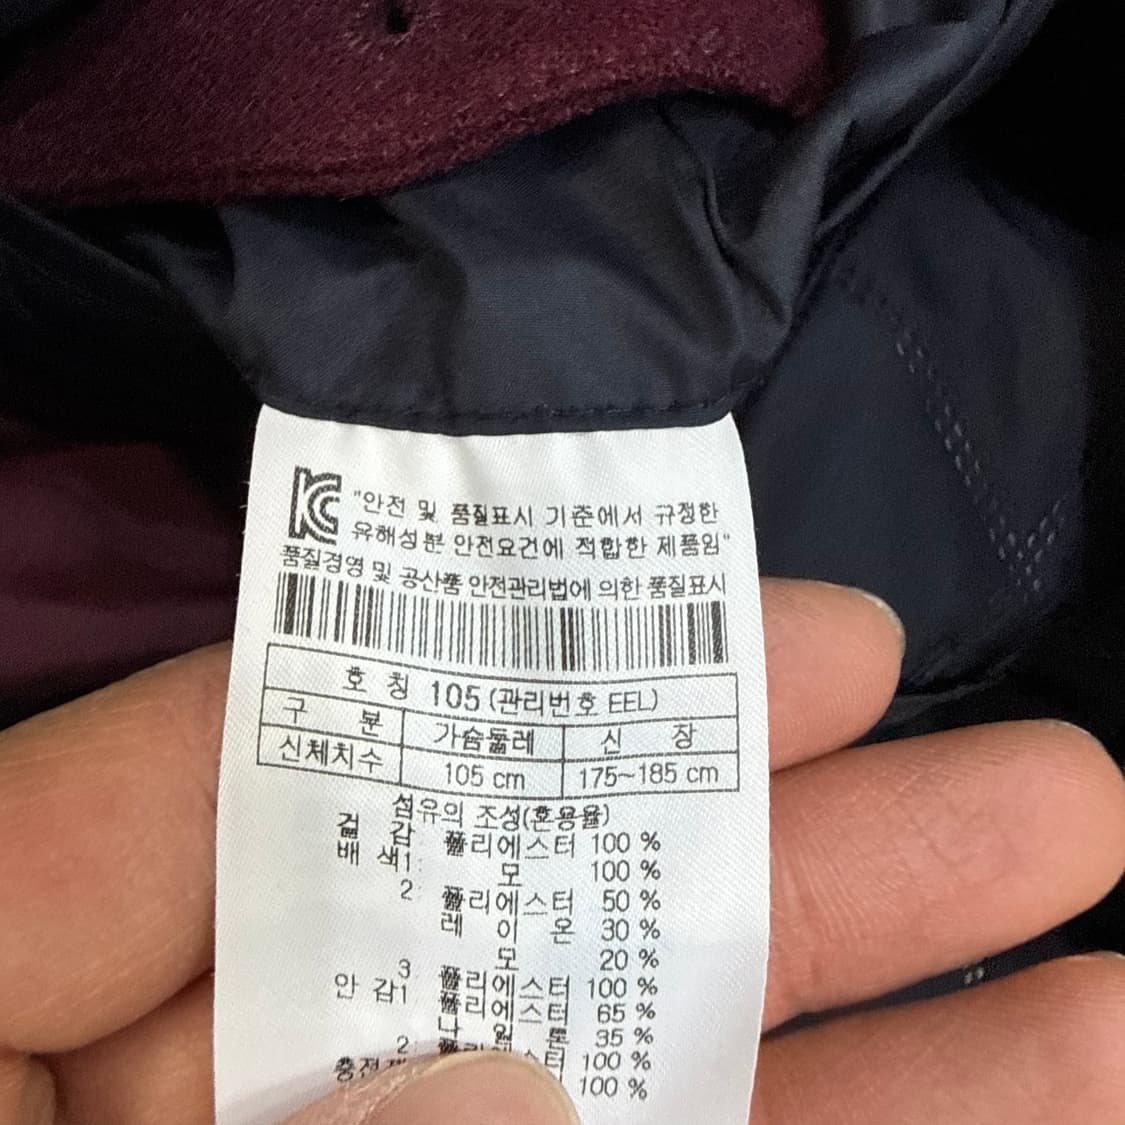 KC "안전 및 품질표시 기준에서 규정한
유해성분 안전요건에 적합한 제품임"
품질경영 및 공산품 안전관리법에 의한 품질표시
호 칭 105 (관리번호 EEL)
구 분 가슴둘레 신 장
신체치수 105 cm 175~185 cm
섬유의 조성(혼용율)
겉 감 폴리에스터 100 %
배 색1: 모 100 %
2 폴리에스터 50 %
레 이 온 30 %
모 20 %
3 폴리에스터 100 %
안 감1 폴리에스터 65 %
나 일 론 35 %
2 100 %
충전 100 %